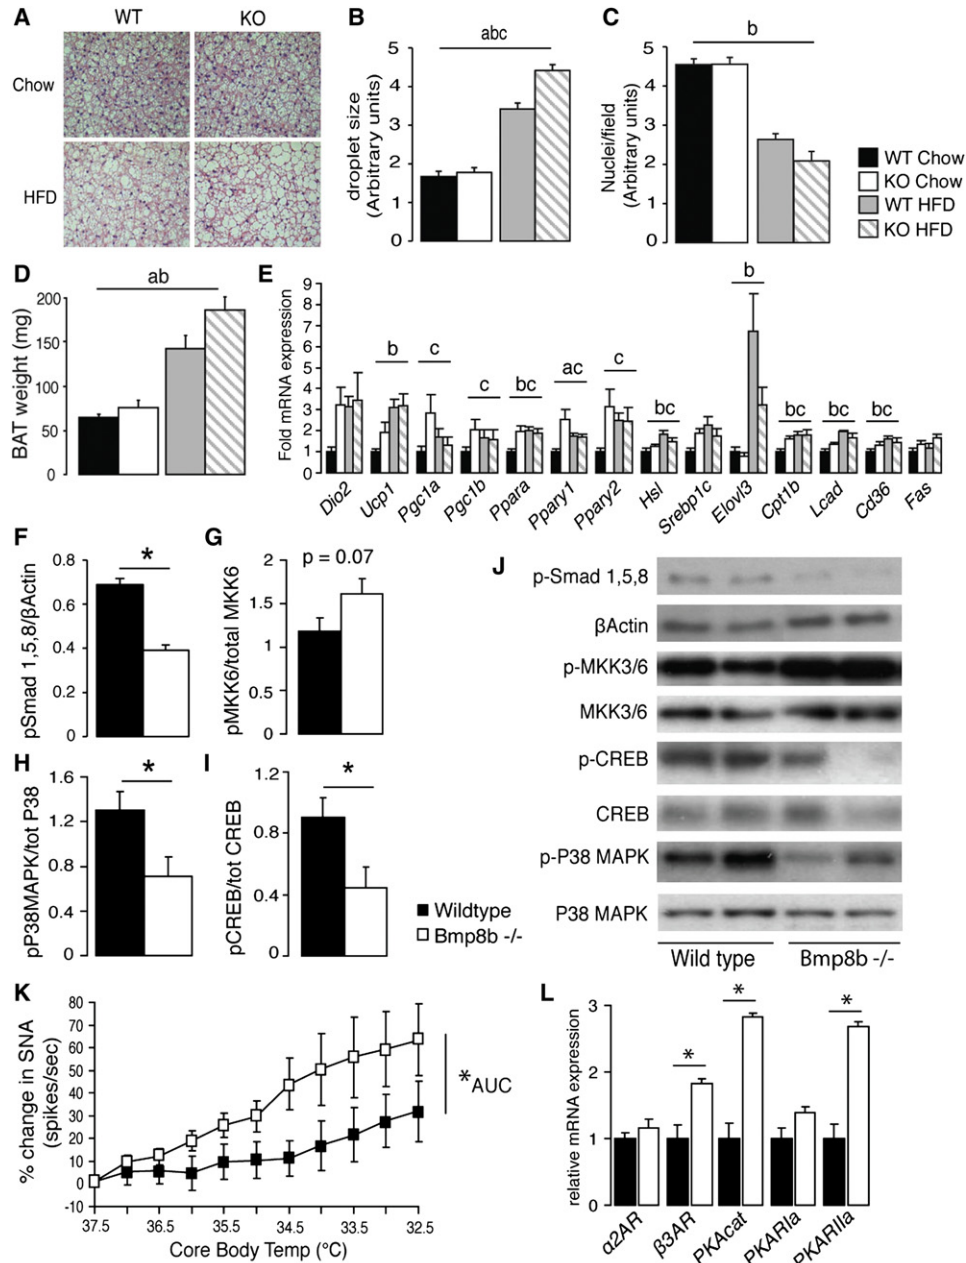 A
WT
KO
Chow
HFD
B
abc
droplet size
(Arbitrary units)
5
4
3
2
1
0
C
b
Nuclei/field
(Arbitrary units)
5
4
3
2
1
0
WT Chow
KO Chow
WT HFD
KO HFD
D
ab
BAT weight (mg)
200
150
100
50
0
E
Fold mRNA expression
9
8
7
6
5
4
3
2
1
0
b
c
c
bc
ac
c
bc
b
bc
bc
bc
Dio2
Ucp1
Pgc1a
Pgc1b
Ppara
Ppary1
Ppary2
Hsl
Srebp1c
Elovl3
Cpt1b
Lcad
Cd36
Fas
F
*
pSmad 1,5,8/βActin
0.8
0.6
0.4
0.2
0
G
p = 0.07
pMKK6/total MKK6
2
1.5
1
0.5
0
H
*
pP38MAPK/tot P38
1.6
1.2
0.8
0.4
0
I
*
pCREB/tot CREB
1.2
0.8
0.4
0
Wildtype
Bmp8b -/-
J
p-Smad 1,5,8
βActin
p-MKK3/6
MKK3/6
p-CREB
CREB
p-P38 MAPK
P38 MAPK
Wild type
Bmp8b -/-
K
% change in SNA
(spikes/sec)
80
70
60
50
40
30
20
10
0
-10
*AUC
37.5
36.5
35.5
34.5
33.5
32.5
Core Body Temp (°C)
L
relative mRNA expression
3
2
1
0
*
*
*
α2AR
β3AR
PKAcat
PKARIa
PKARIIa